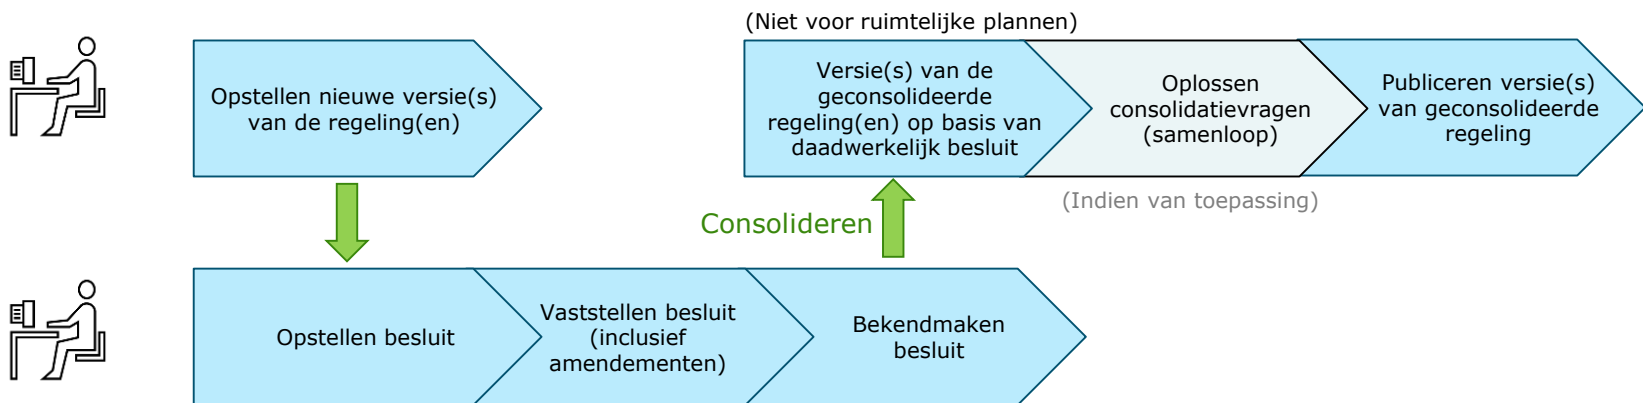 (Niet voor ruimtelijke plannen)
Opstellen nieuwe versie(s)
van de regeling(en)
Versie(s) van de
geconsolideerde
regeling(en) op basis van
daadwerkelijk besluit
Oplossen
consolidatievragen
(samenloop)
Publiceren versie(s)
van geconsolideerde
regeling
(Indien van toepassing)
Consolideren
Opstellen besluit
Vaststellen besluit
(inclusief
amendementen)
Bekendmaken
besluit